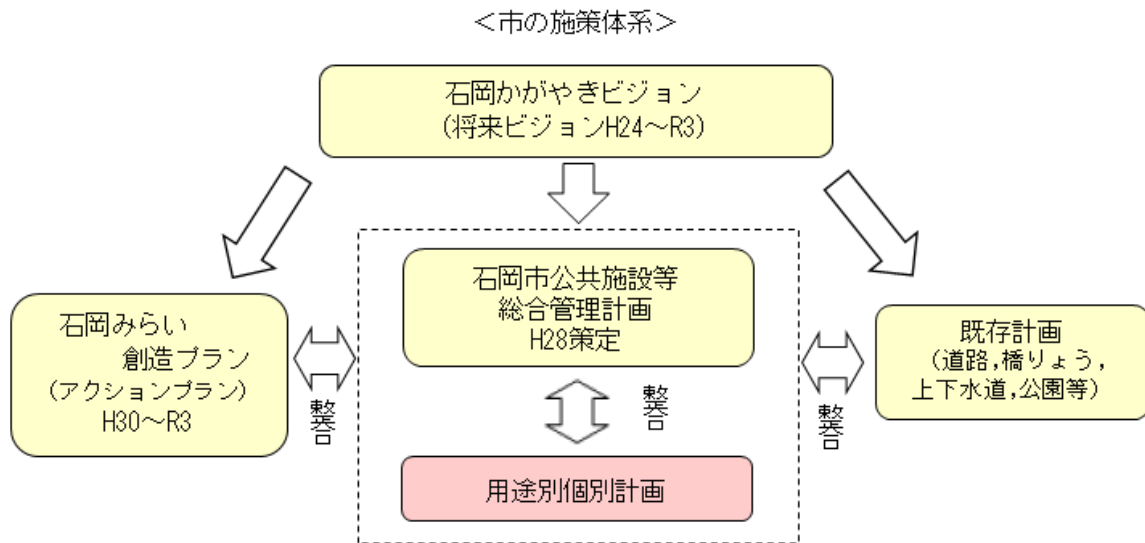 ＜市の施策体系＞
石岡かがやきビジョン
（将来ビジョンH24～R3）
石岡市公共施設等
総合管理計画
H28策定
石岡みらい
創造プラン
（アクションプラン）
H30～R3
整合
整合
整合
既存計画
（道路，橋りょう，
上下水道，公園等）
用途別個別計画